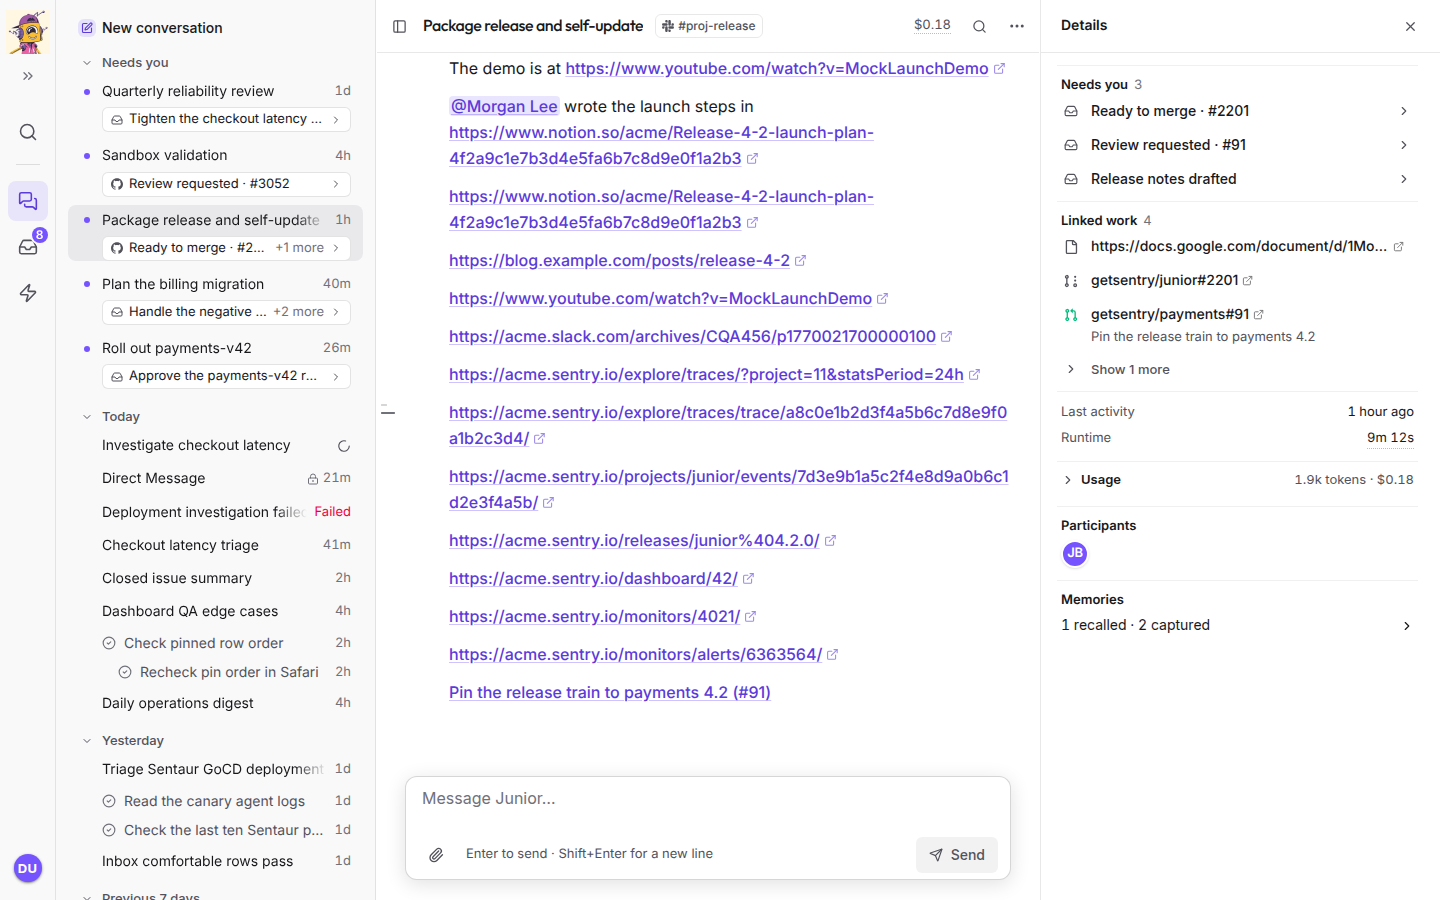 New conversation
Needs you
Quarterly reliability review 1d
Tighten the checkout latency ...
Sandbox validation 4h
Review requested · #3052
Package release and self-update 1h
Ready to merge · #2... +1 more
8
Plan the billing migration 40m
Handle the negative ... +2 more
Roll out payments-v42 26m
Approve the payments-v42 r...
Today
Investigate checkout latency
Direct Message 21m
Deployment investigation failed Failed
Checkout latency triage 41m
Closed issue summary 2h
Dashboard QA edge cases 4h
Check pinned row order 2h
Recheck pin order in Safari 2h
Daily operations digest 4h
Yesterday
Triage Sentaur GoCD deployment 1d
Read the canary agent logs 1d
Check the last ten Sentaur p... 1d
Inbox comfortable rows pass 1d
Previous 7 days
DU
Package release and self-update #proj-release $0.18
The demo is at https://www.youtube.com/watch?v=MockLaunchDemo
@Morgan Lee wrote the launch steps in
https://www.notion.so/acme/Release-4-2-launch-plan-
4f2a9c1e7b3d4e5fa6b7c8d9e0f1a2b3
https://www.notion.so/acme/Release-4-2-launch-plan-
4f2a9c1e7b3d4e5fa6b7c8d9e0f1a2b3
https://blog.example.com/posts/release-4-2
https://www.youtube.com/watch?v=MockLaunchDemo
https://acme.slack.com/archives/CQA456/p1770021700000100
https://acme.sentry.io/explore/traces/?project=11&statsPeriod=24h
https://acme.sentry.io/explore/traces/trace/a8c0e1b2d3f4a5b6c7d8e9f0
a1b2c3d4/
https://acme.sentry.io/projects/junior/events/7d3e9b1a5c2f4e8d9a0b6c1
d2e3f4a5b/
https://acme.sentry.io/releases/junior%404.2.0/
https://acme.sentry.io/dashboard/42/
https://acme.sentry.io/monitors/4021/
https://acme.sentry.io/monitors/alerts/6363564/
Pin the release train to payments 4.2 (#91)
Message Junior...
Enter to send · Shift+Enter for a new line
Send
Details
Needs you 3
Ready to merge · #2201
Review requested · #91
Release notes drafted
Linked work 4
https://docs.google.com/document/d/1Mo...
getsentry/junior#2201
getsentry/payments#91
Pin the release train to payments 4.2
Show 1 more
Last activity 1 hour ago
Runtime 9m 12s
Usage 1.9k tokens · $0.18
Participants
JB
Memories
1 recalled · 2 captured